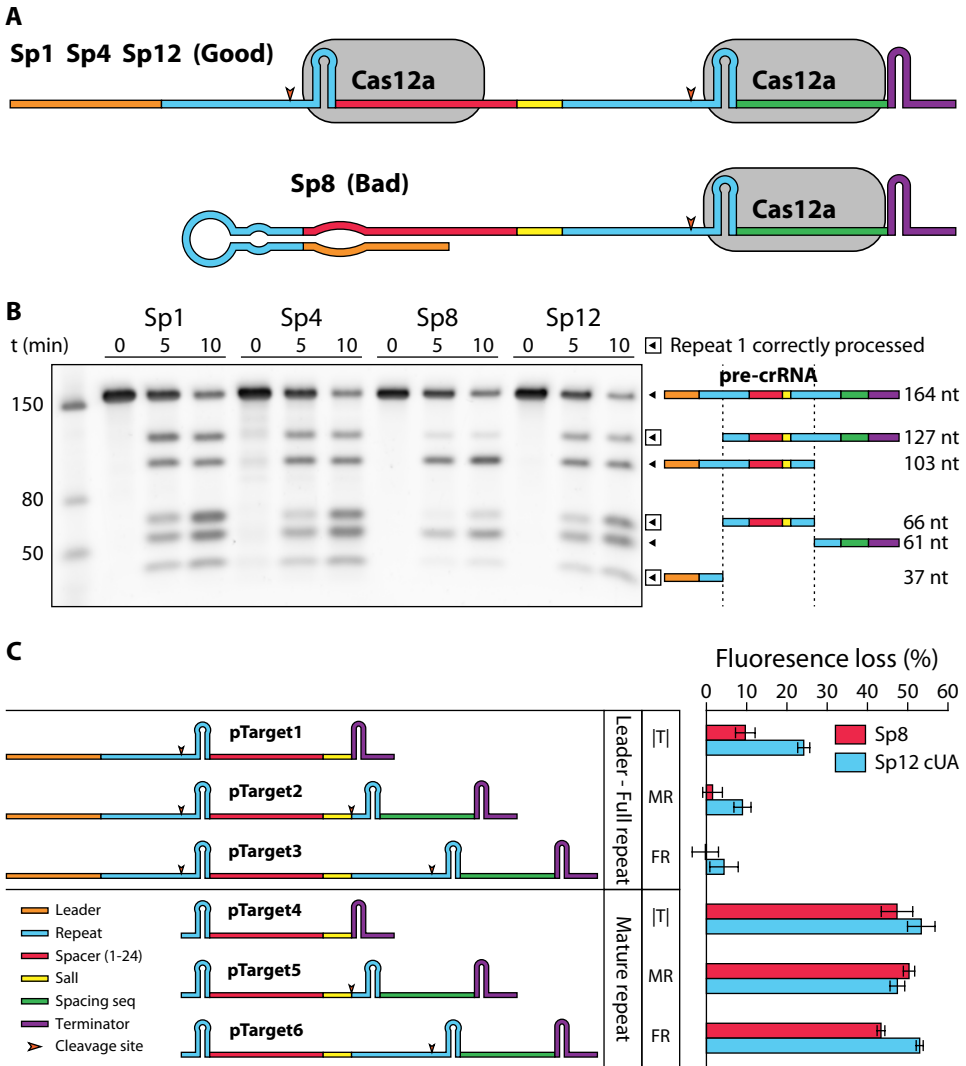 A
Sp1 Sp4 Sp12 (Good)
Cas12a
Cas12a
Sp8 (Bad)
Cas12a
B
Sp1 Sp4 Sp8 Sp12
t (min) 0 5 10 0 5 10 0 5 10 0 5 10
Repeat 1 correctly processed
pre-crRNA
150
80
50
164 nt
127 nt
103 nt
66 nt
61 nt
37 nt
C
Fluoresence loss (%)
0 10 20 30 40 50 60
Sp8
Sp12 cUA
pTarget1
pTarget2
pTarget3
pTarget4
pTarget5
pTarget6
Leader - Full repeat
Mature repeat
|T|
MR
FR
|T|
MR
FR
Leader
Repeat
Spacer (1-24)
SalI
Spacing seq
Terminator
Cleavage site